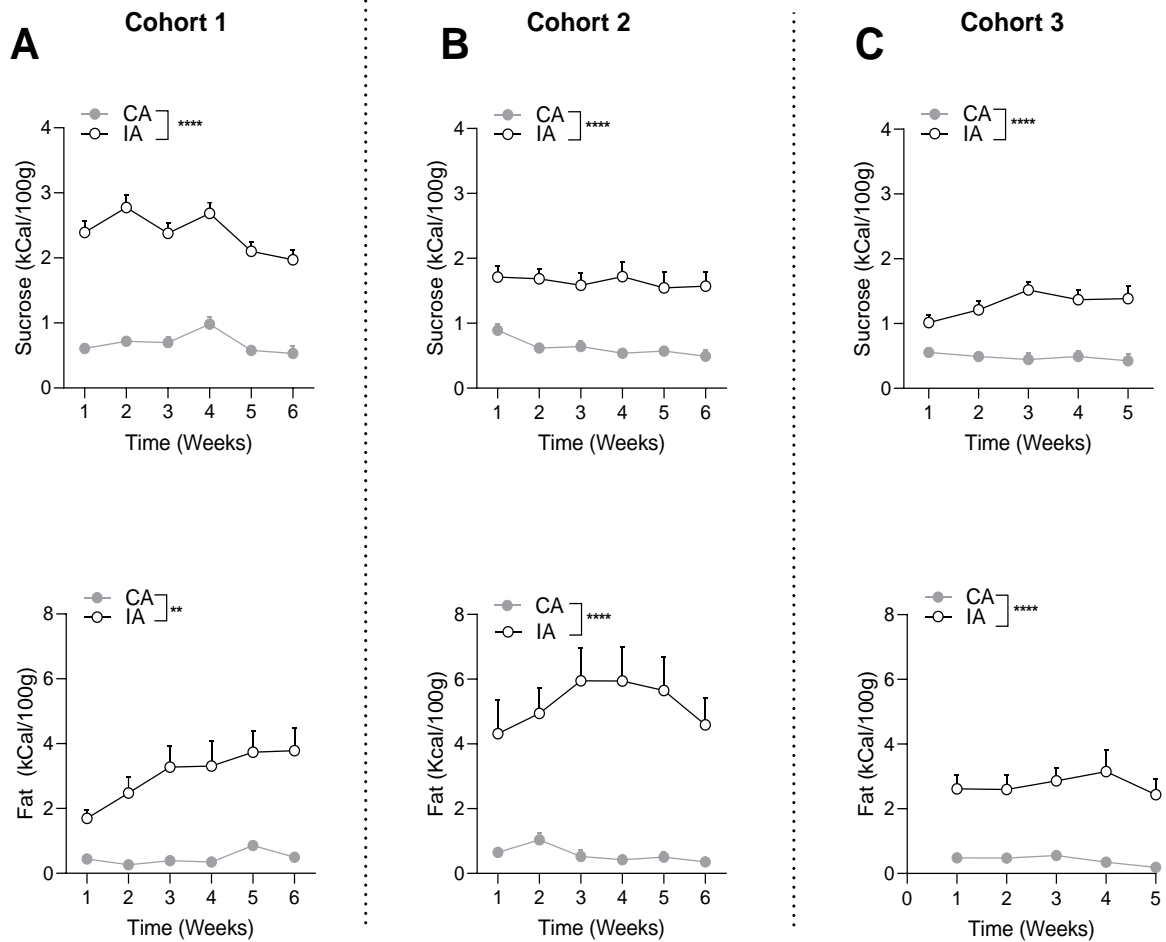 Cohort 1
Cohort 2
Cohort 3
A
B
C
CA
IA
****
Sucrose (kCal/100g)
4
3
2
1
0
1 2 3 4 5 6
Time (Weeks)
CA
IA
****
Sucrose (kCal/100g)
4
3
2
1
0
1 2 3 4 5 6
Time (Weeks)
CA
IA
****
Sucrose (kCal/100g)
4
3
2
1
0
1 2 3 4 5
Time (Weeks)
CA
IA
**
Fat (kCal/100g)
8
6
4
2
0
1 2 3 4 5 6
Time (Weeks)
CA
IA
****
Fat (Kcal/100g)
8
6
4
2
0
1 2 3 4 5 6
Time (Weeks)
CA
IA
****
Fat (kCal/100g)
8
6
4
2
0
0 1 2 3 4 5
Time (Weeks)